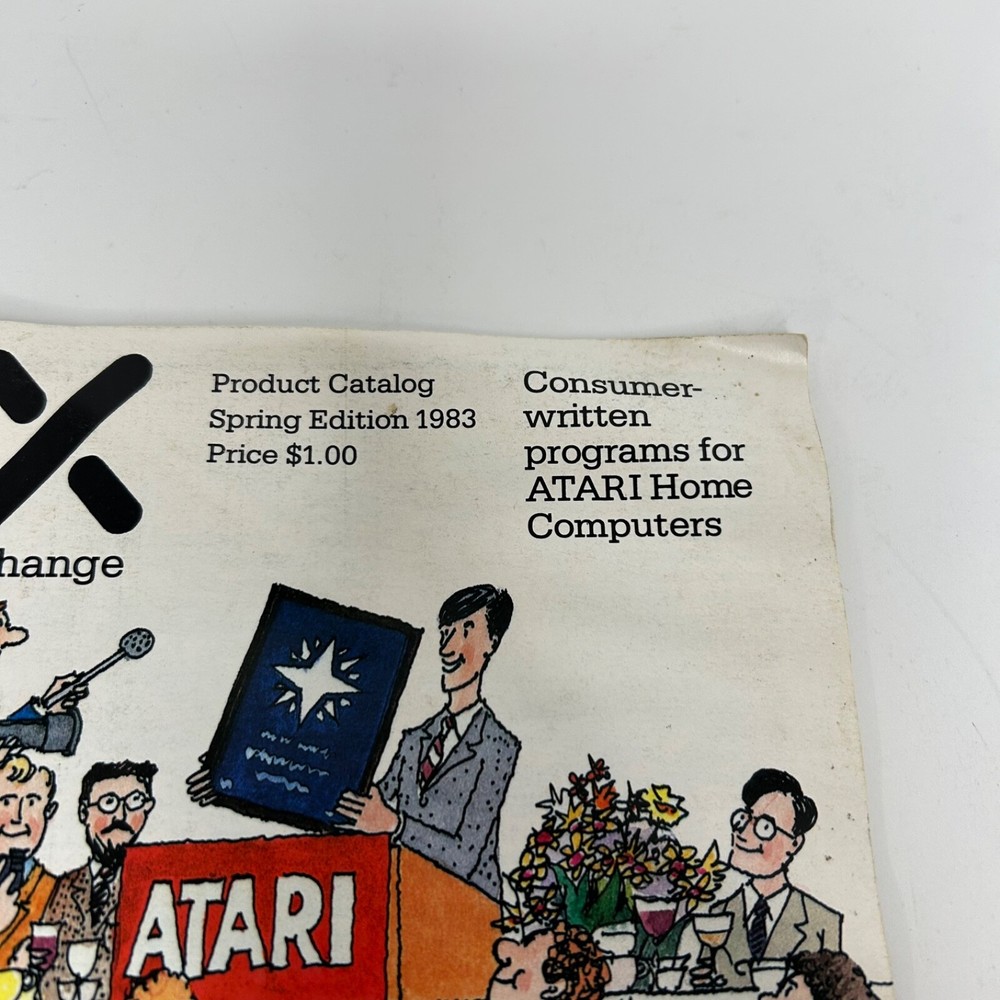 X
Product Catalog
Spring Edition 1983
Price $1.00
Consumer-
written
programs for
ATARI Home
Computers
hange
ATARI